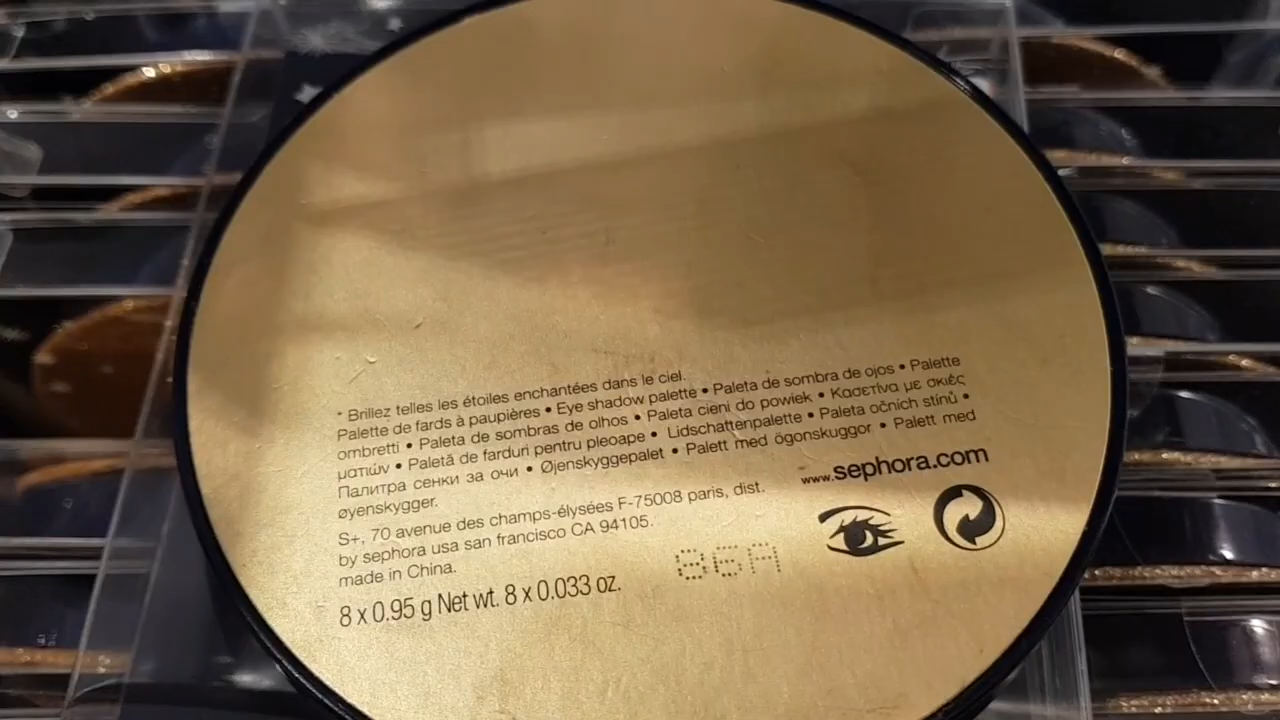 * Brillez telles les étoiles enchantées dans le ciel.
Palette de fards à paupières • Eye shadow palette • Paleta de sombra de ojos • Palette
ombretti • Paleta de sombras de olhos • Paleta cieni do powiek • Κασετίνα με σκιές
ματιών • Paletă de farduri pentru pleoape • Lidschattenpalette • Paleta očních stínů •
Палитра сенки за очи • Øjenskyggepalet • Palett med ögonskuggor • Palett med
øyenskygger.
S+, 70 avenue des champs-élysées F-75008 paris, dist.
by sephora usa san francisco CA 94105.
made in China.
8 x 0.95 g Net wt. 8 x 0.033 oz.
www.sephora.com
86A